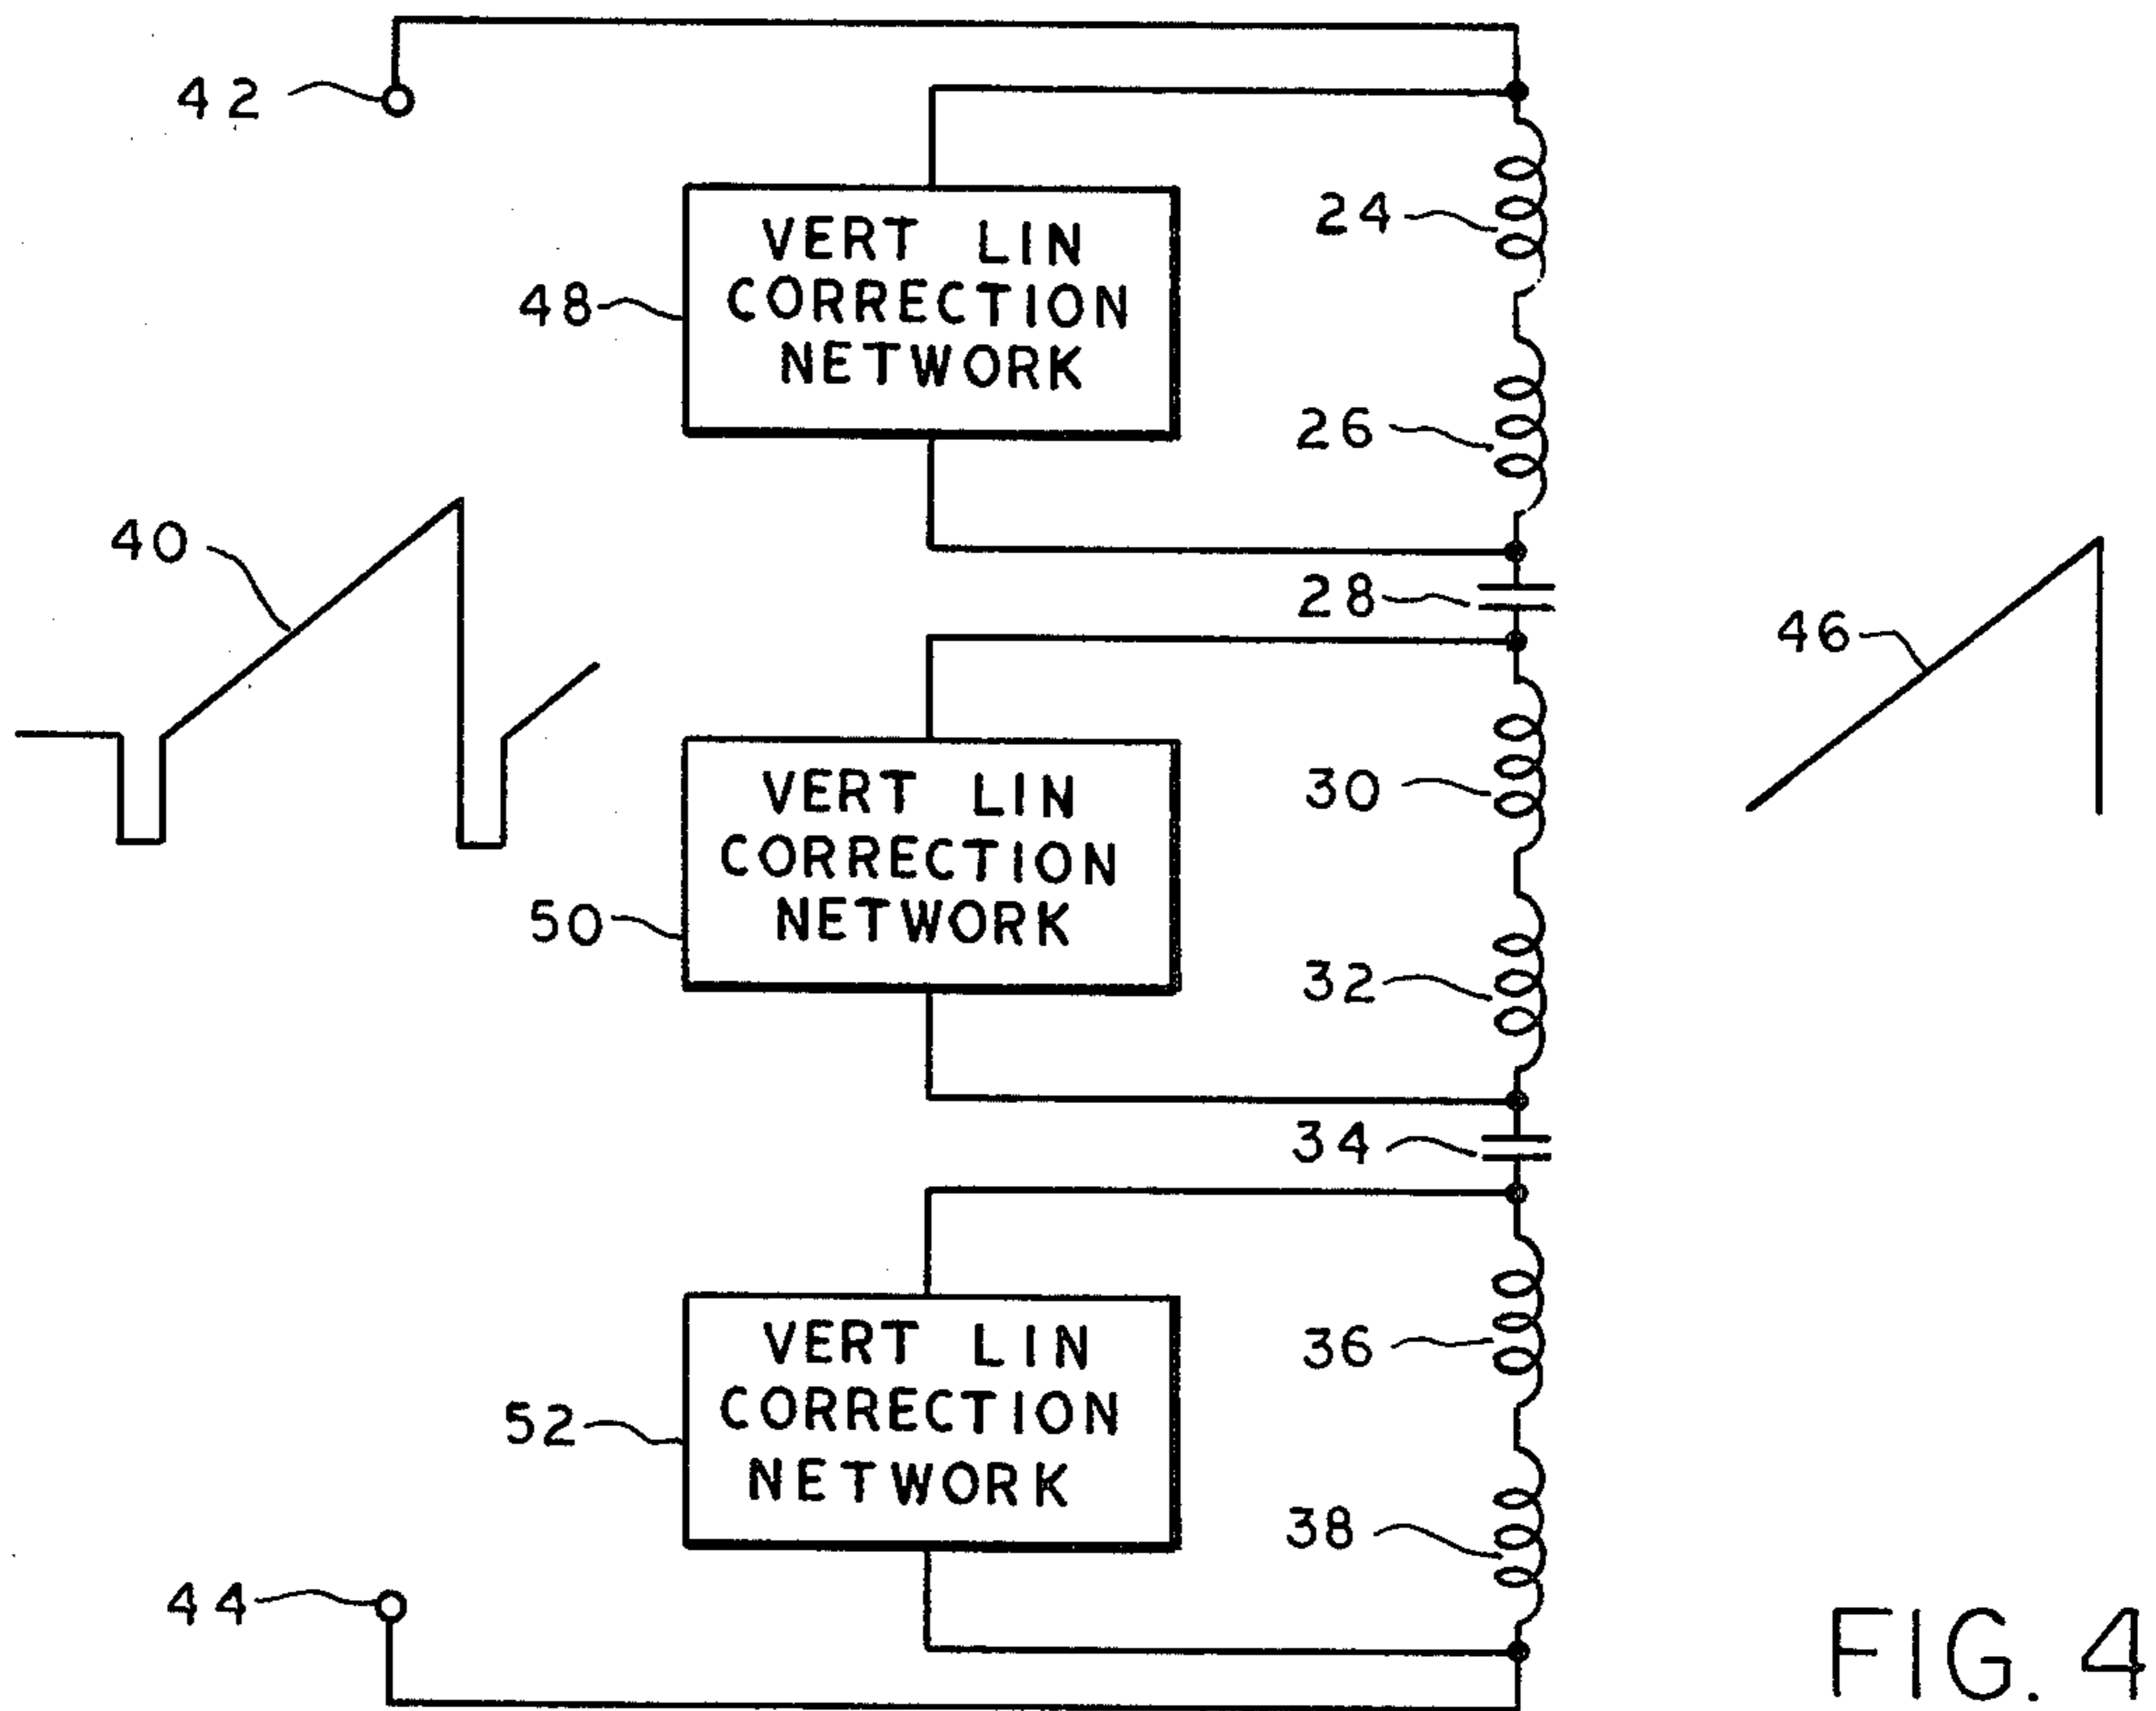 42
24
VERT LIN
CORRECTION
NETWORK
48
26
40
28
46
VERT LIN
CORRECTION
NETWORK
30
50
32
34
VERT LIN
CORRECTION
NETWORK
36
52
38
44
FIG. 4